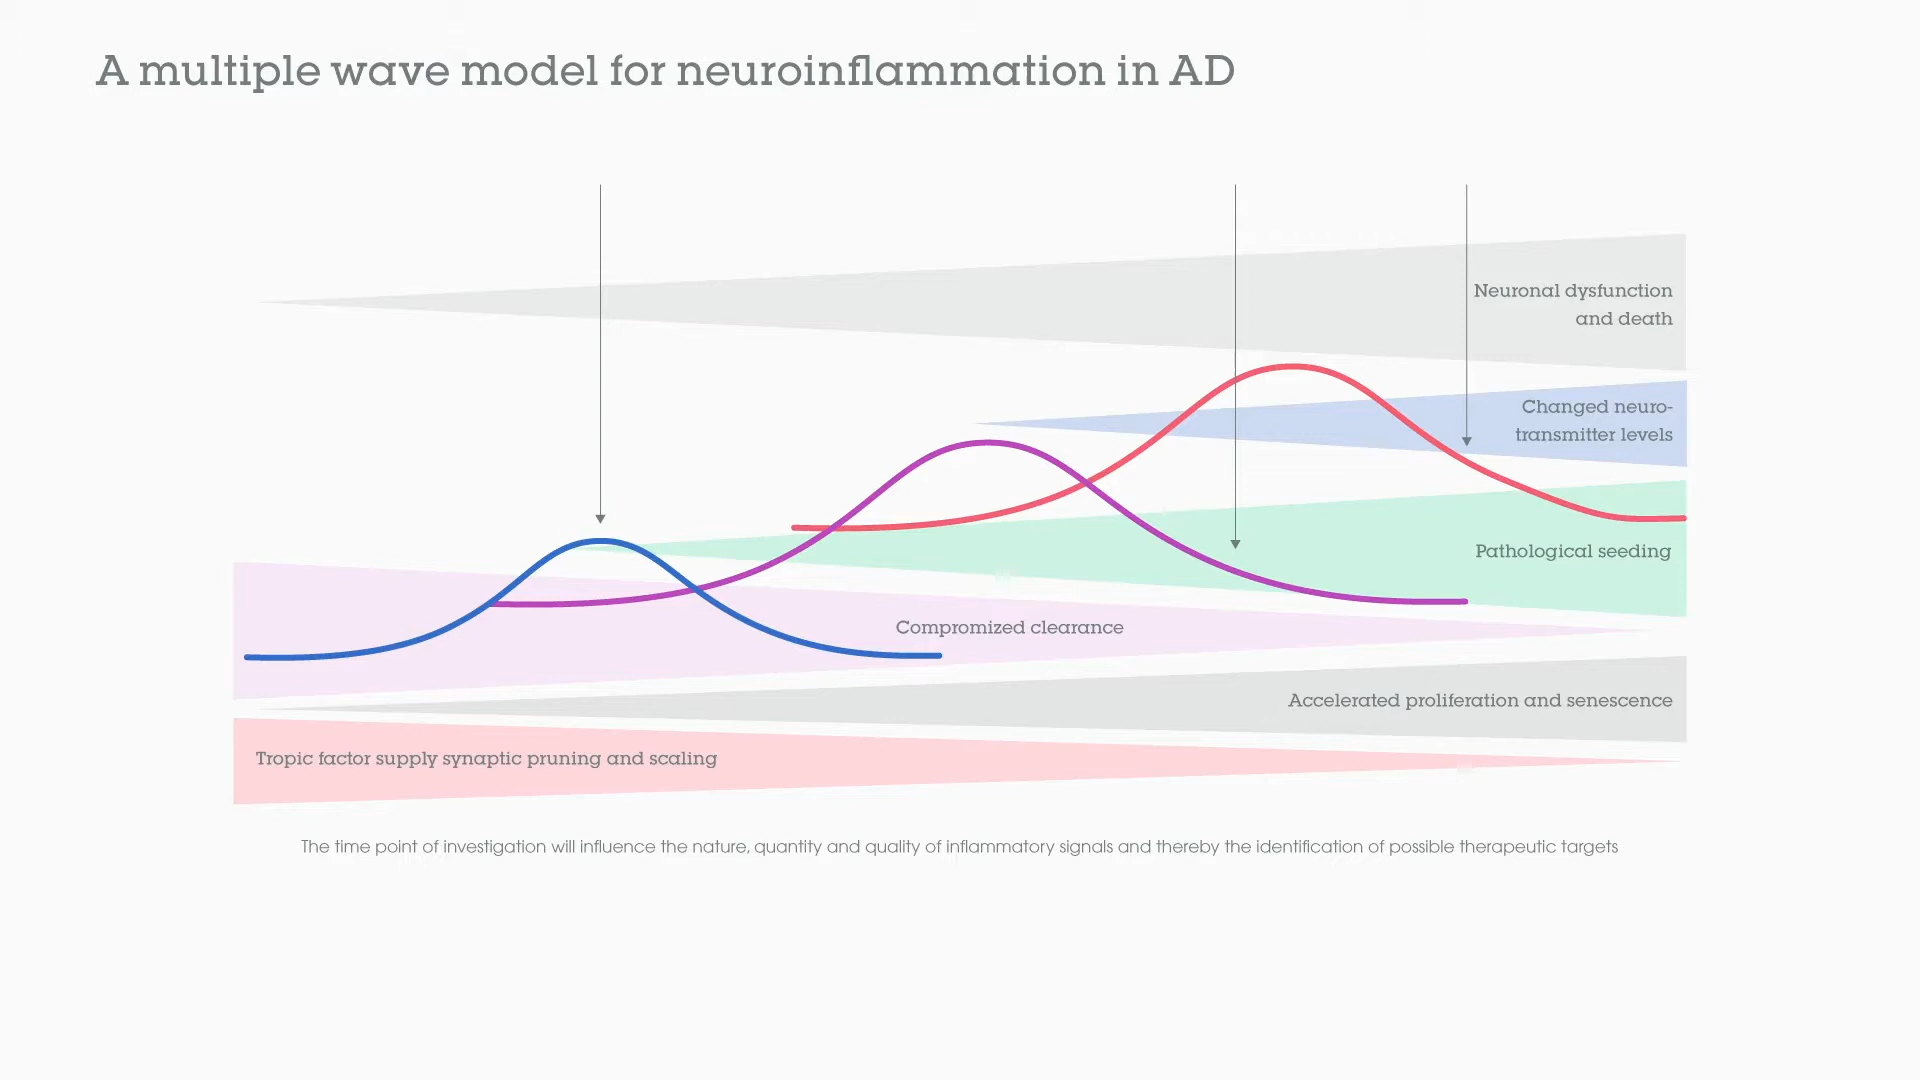 A multiple wave model for neuroinflammation in AD
Neuronal dysfunction
and death
Changed neuro-
transmitter levels
Pathological seeding
Compromized clearance
Accelerated proliferation and senescence
Tropic factor supply synaptic pruning and scaling
The time point of investigation will influence the nature, quantity and quality of inflammatory signals and thereby the identification of possible therapeutic targets